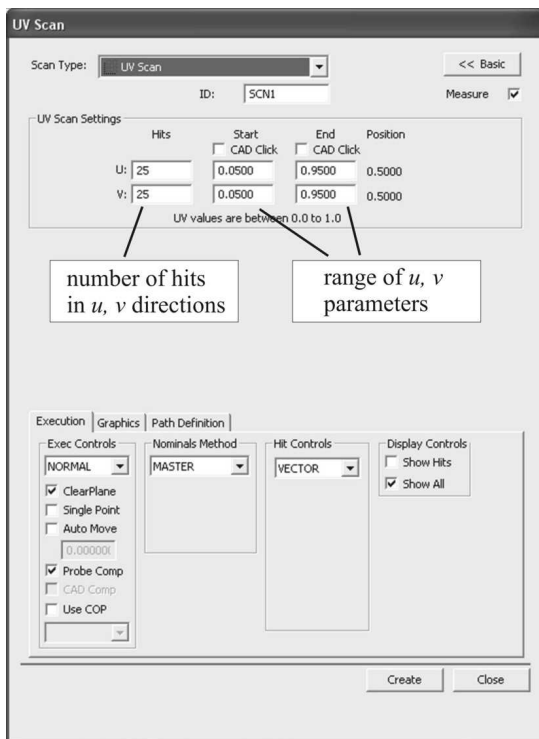 UV Scan
Scan Type: UV Scan << Basic
ID: SCN1 Measure
UV Scan Settings
Hits Start End Position
CAD Click CAD Click
U: 25 0.0500 0.9500 0.5000
V: 25 0.0500 0.9500 0.5000
UV values are between 0.0 to 1.0
number of hits
in u, v directions
range of u, v
parameters
Execution Graphics Path Definition
Exec Controls Nominals Method Hit Controls Display Controls
NORMAL MASTER VECTOR Show Hits
ClearPlane Show All
Single Point
Auto Move
0.00000(
Probe Comp
CAD Comp
Use COP
Create Close